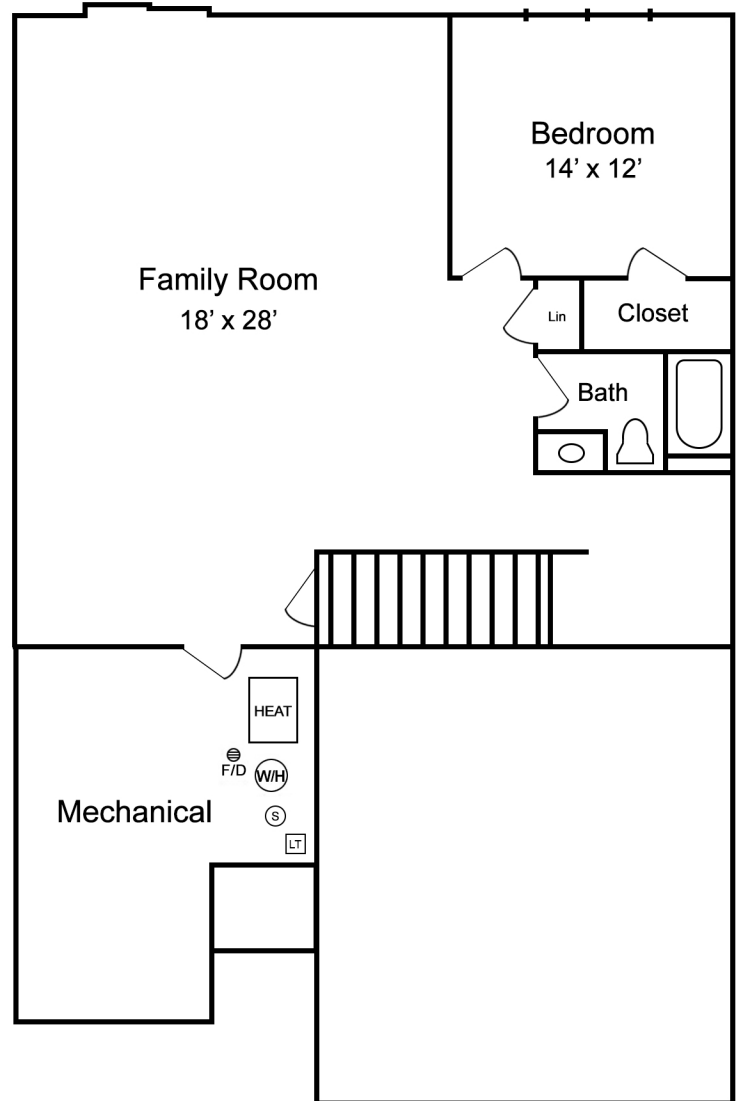 Bedroom
14’ x 12’
Family Room
18’ x 28’
Lin
Closet
Bath
HEAT
F/D
W/H
Mechanical
S
LT